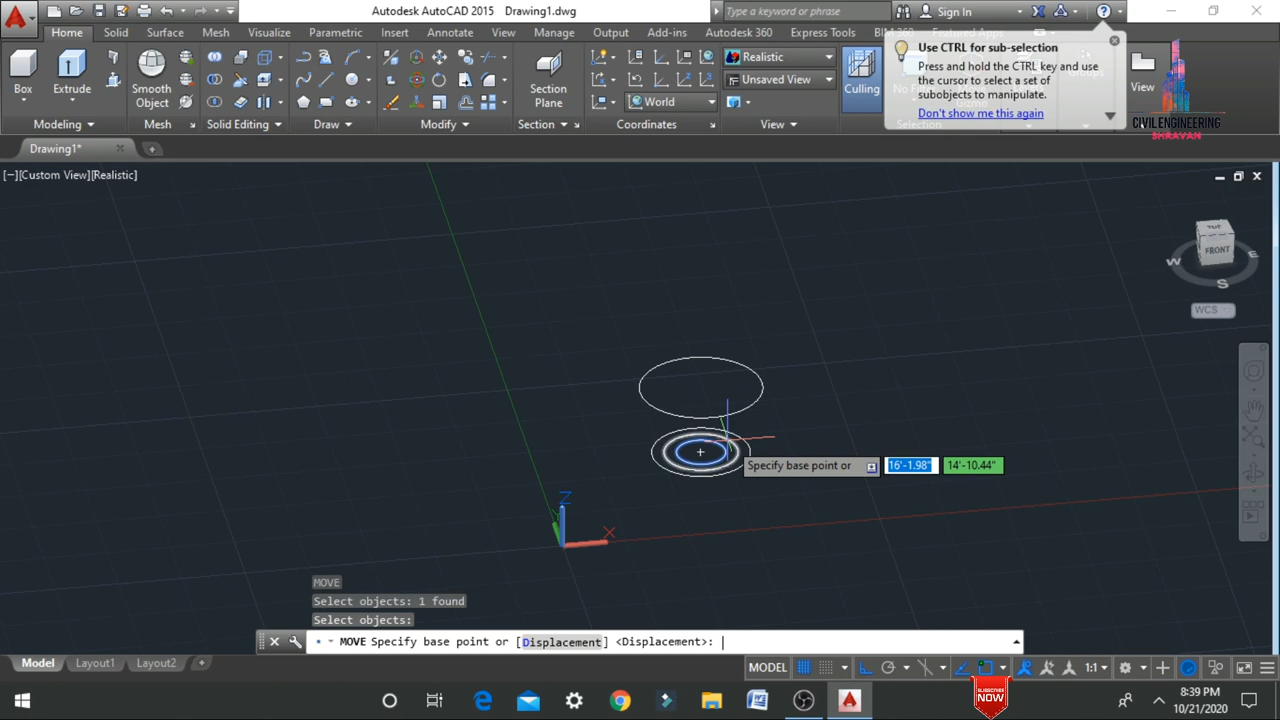 Autodesk AutoCAD 2015 Drawing1.dwg
Type a keyword or phrase
Sign In
Home
Solid
Surface
Mesh
Visualize
Parametric
Insert
Annotate
View
Manage
Output
Add-ins
Autodesk 360
Express Tools
BIM 360
Featured Apps
Box
Extrude
Smooth
Object
Section
Plane
Realistic
Unsaved View
World
Culling
View
Modeling
Mesh
Solid Editing
Draw
Modify
Section
Coordinates
View
Selection
Use CTRL for sub-selection
Press and hold the CTRL key and use
the cursor to select a set of
subobjects to manipulate.
Don't show me this again
CIVIL ENGINEERING
SHRAVAN
Drawing1*
[−][Custom View][Realistic]
TOP
FRONT
W
E
S
WCS
Specify base point or
16'-1.98"
14'-10.44"
Z
Y
X
MOVE
Select objects: 1 found
Select objects:
MOVE Specify base point or [Displacement] <Displacement>:
Model
Layout1
Layout2
MODEL
1:1
SUBSCRIBE
NOW
8:39 PM
10/21/2020